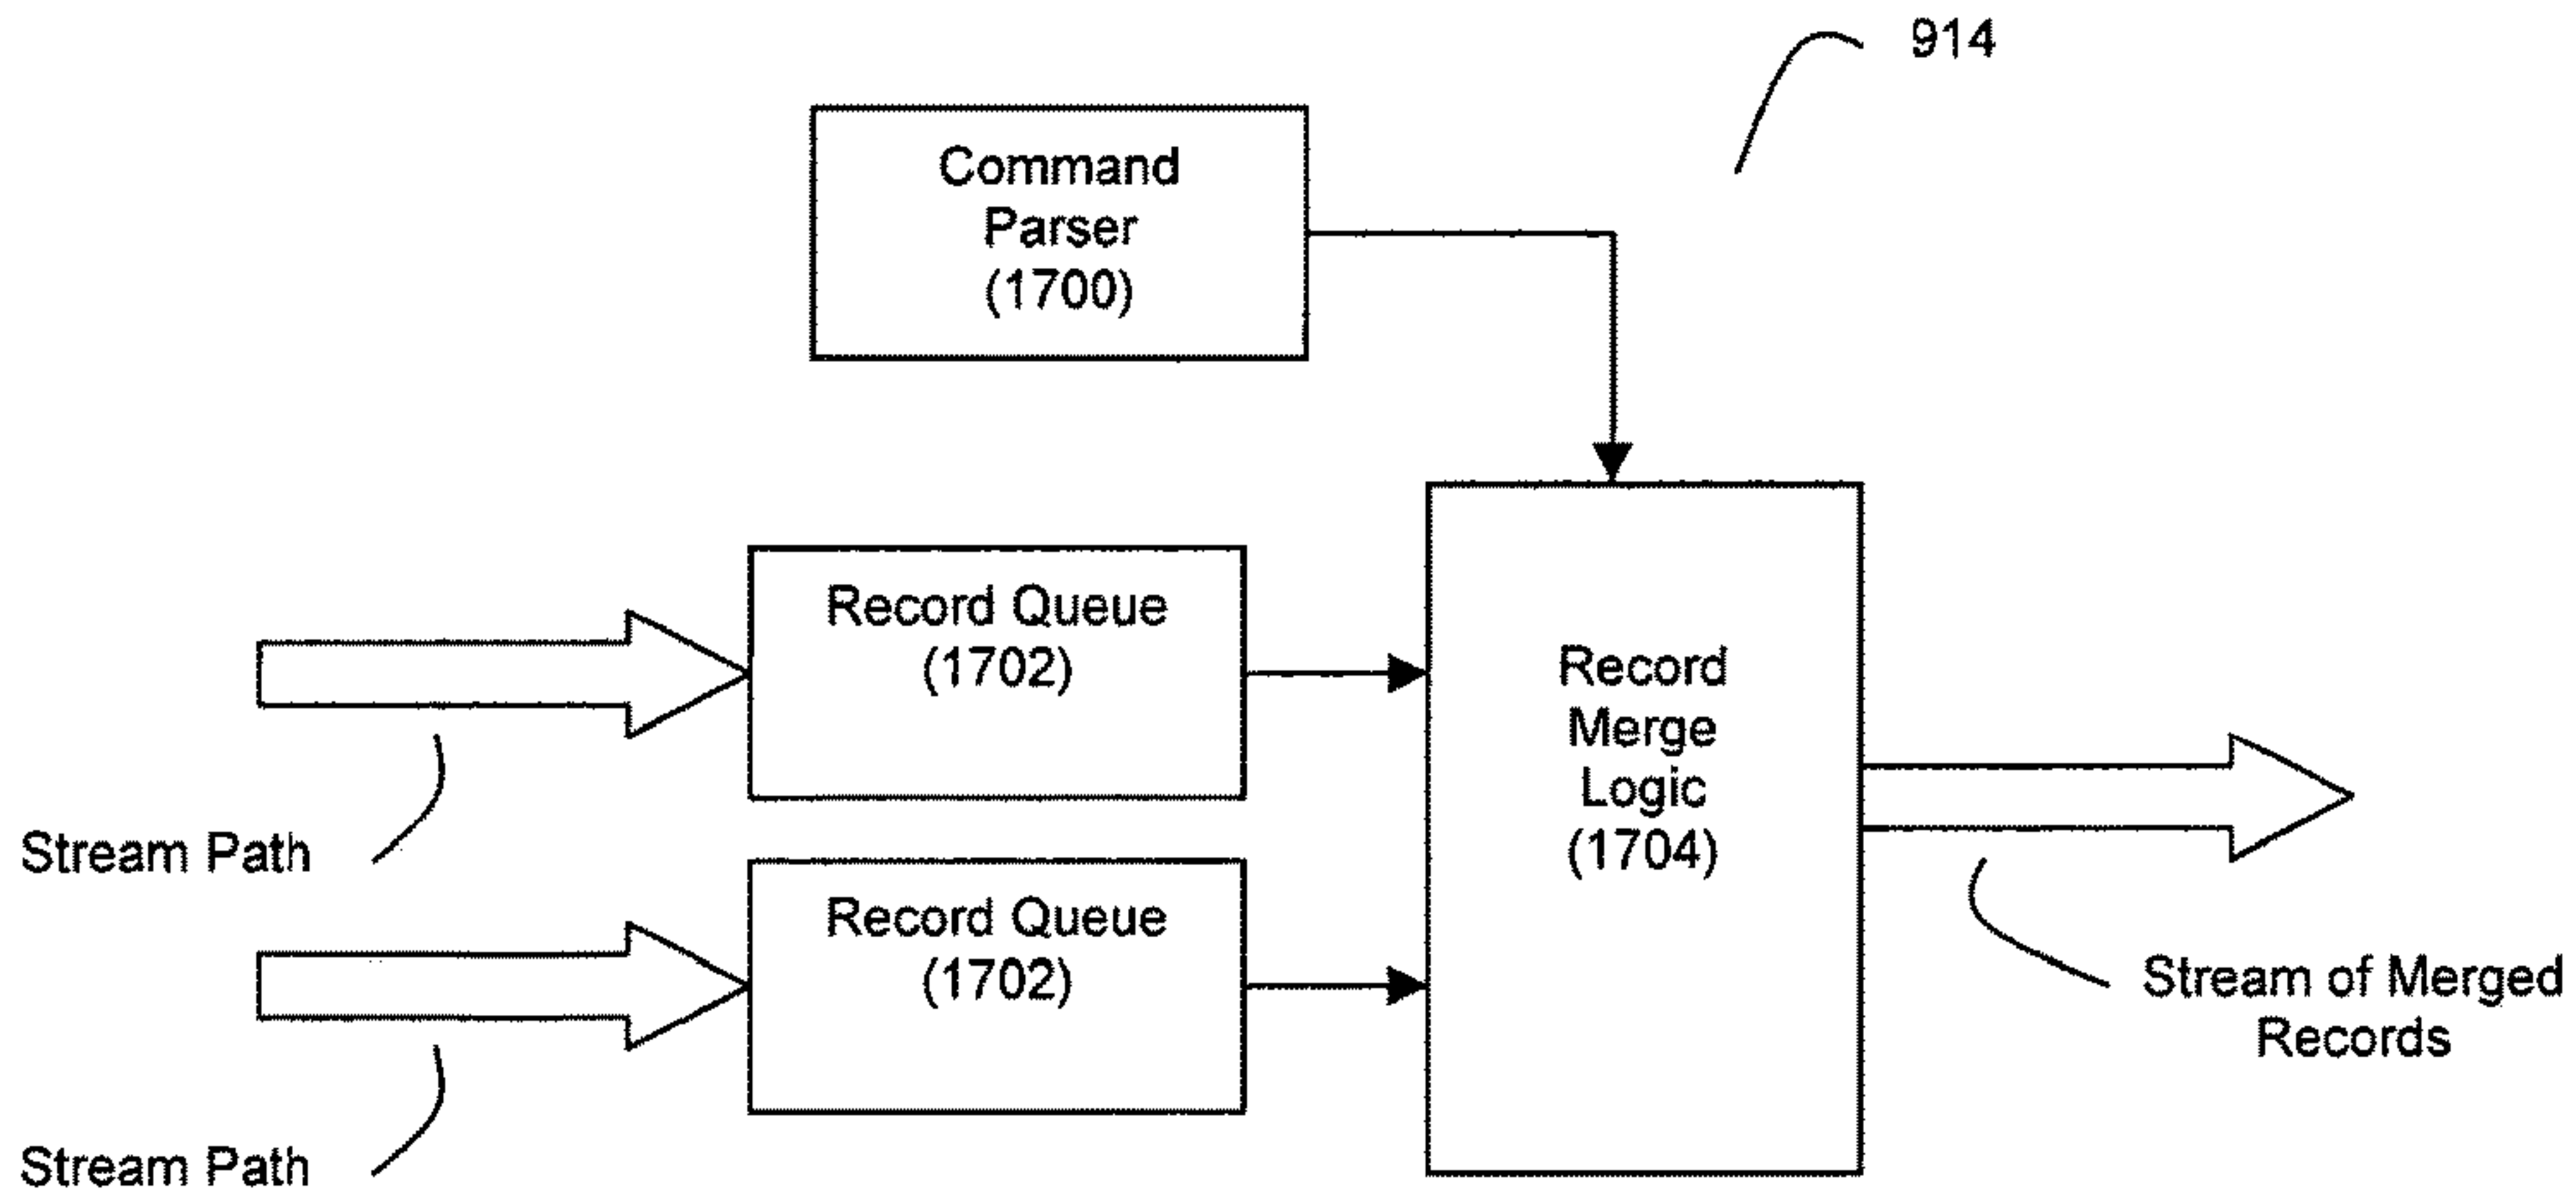 914
Command
Parser
(1700)
Record Queue
(1702)
Record
Merge
Logic
(1704)
Stream Path
Record Queue
(1702)
Stream of Merged
Records
Stream Path